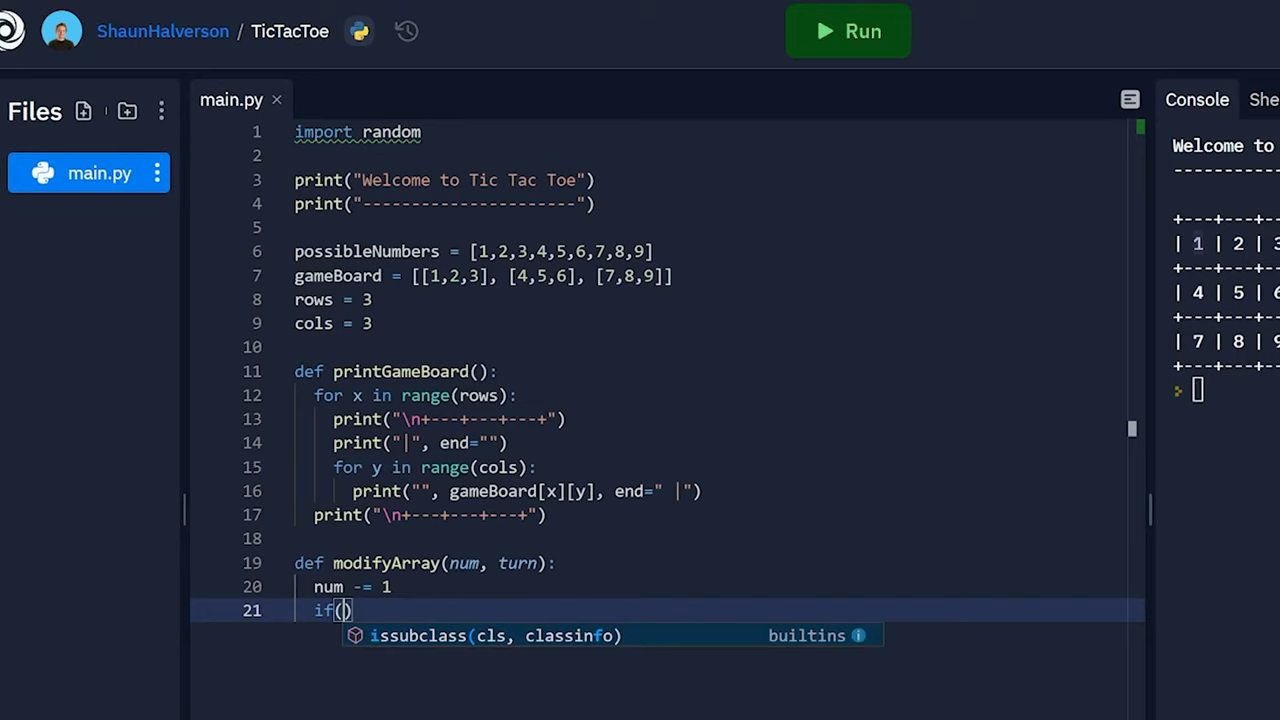 ShaunHalverson / TicTacToe
Run
Files
main.py
main.py
Console She
1 import random
2
3 print("Welcome to Tic Tac Toe")
4 print("----------------------")
5
6 possibleNumbers = [1,2,3,4,5,6,7,8,9]
7 gameBoard = [[1,2,3], [4,5,6], [7,8,9]]
8 rows = 3
9 cols = 3
10
11 def printGameBoard():
12 for x in range(rows):
13 print("\n+---+---+---+")
14 print("|", end="")
15 for y in range(cols):
16 print("", gameBoard[x][y], end=" |")
17 print("\n+---+---+---+")
18
19 def modifyArray(num, turn):
20 num -= 1
21 if()
issubclass(cls, classinfo) builtins
Welcome to
-----------
+---+---+---
| 1 | 2 | 3
+---+---+---
| 4 | 5 | 6
+---+---+---
| 7 | 8 | 9
+---+---+---